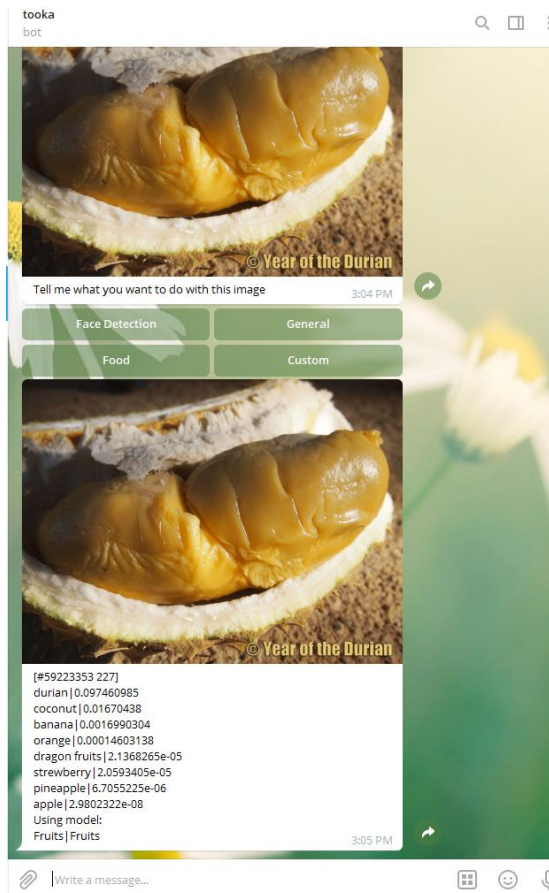 tooka
bot
© Year of the Durian
Tell me what you want to do with this image
3:04 PM
Face Detection
General
Food
Custom
© Year of the Durian
[#59223353 227]
durian|0.097460985
coconut|0.01670438
banana|0.0016990304
orange|0.00014603138
dragon fruits|2.1368265e-05
strewberry|2.0593405e-05
pineapple|6.7055225e-06
apple|2.9802322e-08
Using model:
Fruits|Fruits
3:05 PM
Write a message...